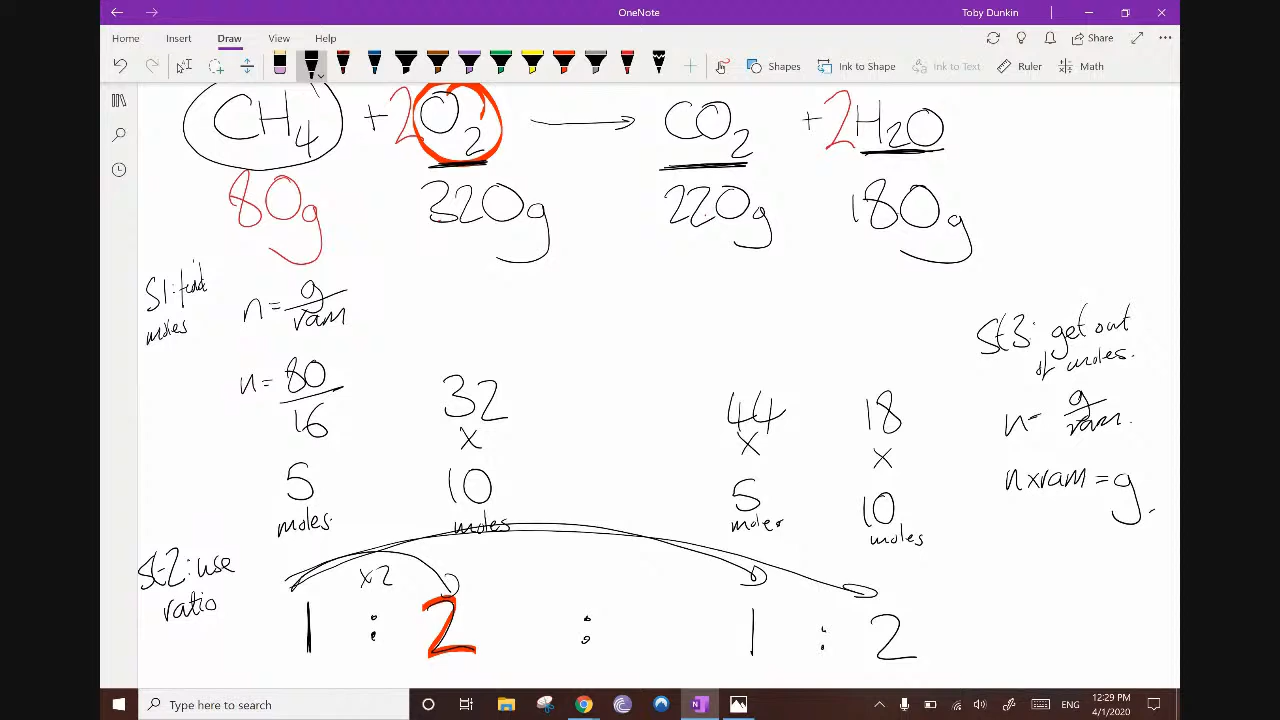 OneNote
Toby Dunkin
Home Insert Draw View Help
Share
Shapes
Ink to Shape
Ink to Text
Ruler
Math
CH4 + 2O2 → CO2 + 2H2O
80g 320g 220g 180g
S1: find
moles
n = g/ram
n = 80/16
32 44 18
x x x
5 10 5 10
moles. moles moles moles
St3: get out
of moles.
n = g/ram.
n x ram = g.
St2: use
ratio
x2
1 : 2 : 1 : 2
Type here to search
ENG
12:29 PM
4/1/2020